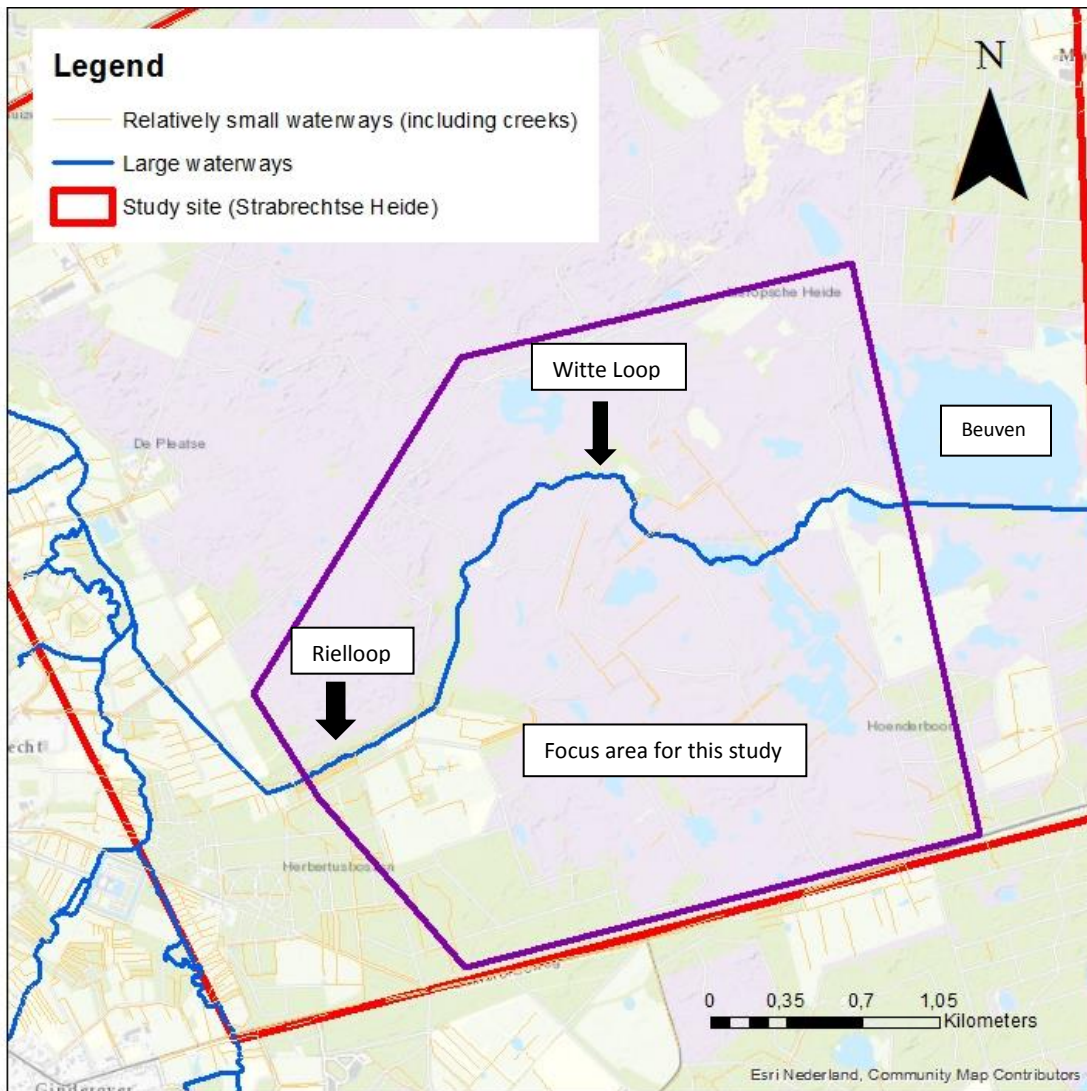 Legend
Relatively small waterways (including creeks)
Large waterways
Study site (Strabrechtse Heide)
N
Witte Loop
De Pleatse
Beuven
Rielloop
Focus area for this study
Hoenderboom
0 0,35 0,7 1,05
Kilometers
Esri Nederland, Community Map Contributors